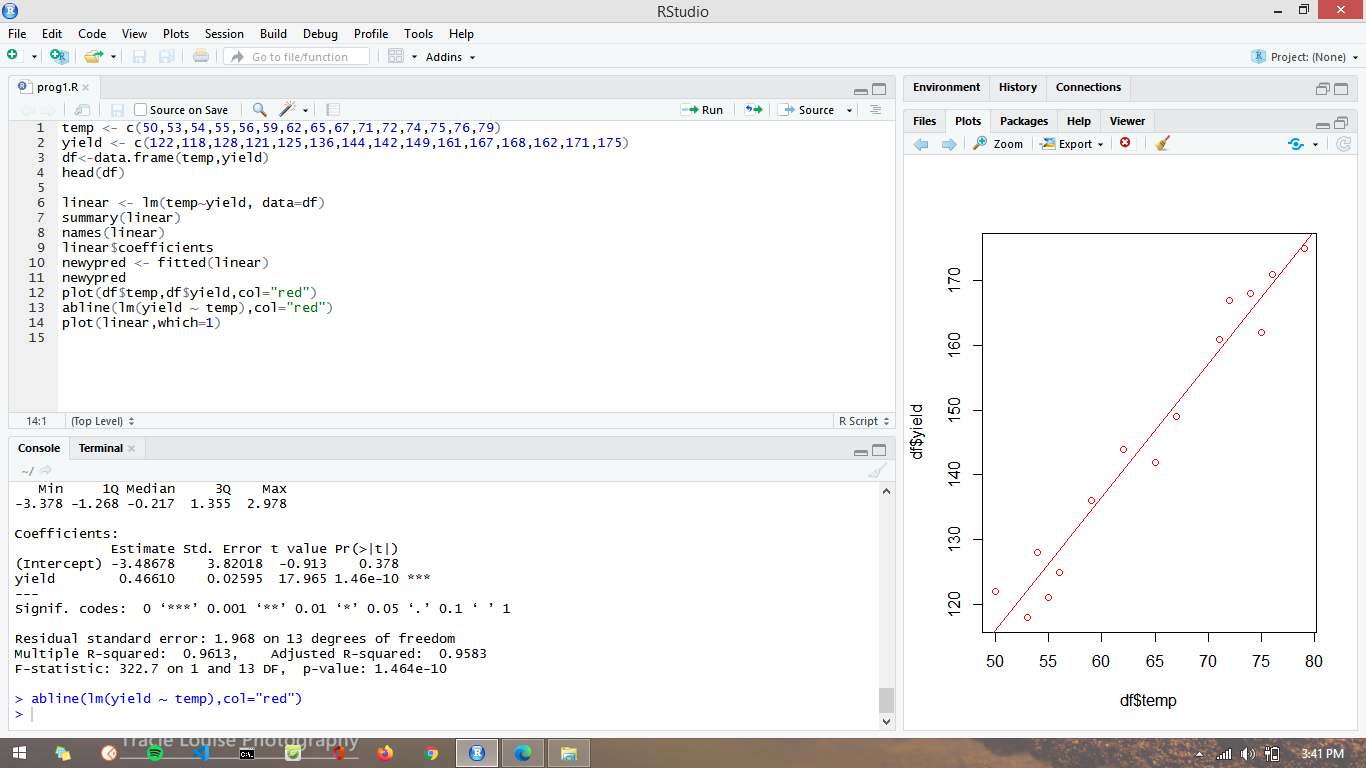 RStudio
File Edit Code View Plots Session Build Debug Profile Tools Help
Go to file/function Addins Project: (None)
prog1.R
Source on Save Run Source
1 temp <- c(50,53,54,55,56,59,62,65,67,71,72,74,75,76,79)
2 yield <- c(122,118,128,121,125,136,144,142,149,161,167,168,162,171,175)
3 df<-data.frame(temp,yield)
4 head(df)
5
6 linear <- lm(temp~yield, data=df)
7 summary(linear)
8 names(linear)
9 linear$coefficients
10 newypred <- fitted(linear)
11 newypred
12 plot(df$temp,df$yield,col="red")
13 abline(lm(yield ~ temp),col="red")
14 plot(linear,which=1)
15
14:1 (Top Level) R Script
Console Terminal
~/
Min 1Q Median 3Q Max
-3.378 -1.268 -0.217 1.355 2.978
Coefficients:
Estimate Std. Error t value Pr(>|t|)
(Intercept) -3.48678 3.82018 -0.913 0.378
yield 0.46610 0.02595 17.965 1.46e-10 ***
---
Signif. codes: 0 ‘***’ 0.001 ‘**’ 0.01 ‘*’ 0.05 ‘.’ 0.1 ‘ ’ 1
Residual standard error: 1.968 on 13 degrees of freedom
Multiple R-squared: 0.9613, Adjusted R-squared: 0.9583
F-statistic: 322.7 on 1 and 13 DF, p-value: 1.464e-10
> abline(lm(yield ~ temp),col="red")
>
Environment History Connections
Files Plots Packages Help Viewer
Zoom Export
170
160
150
140
130
120
df$yield
50 55 60 65 70 75 80
df$temp
Tracie Louise Photography
3:41 PM